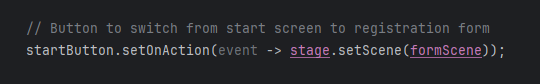 // Button to switch from start screen to registration form
startButton.setOnAction(event -> stage.setScene(formScene));